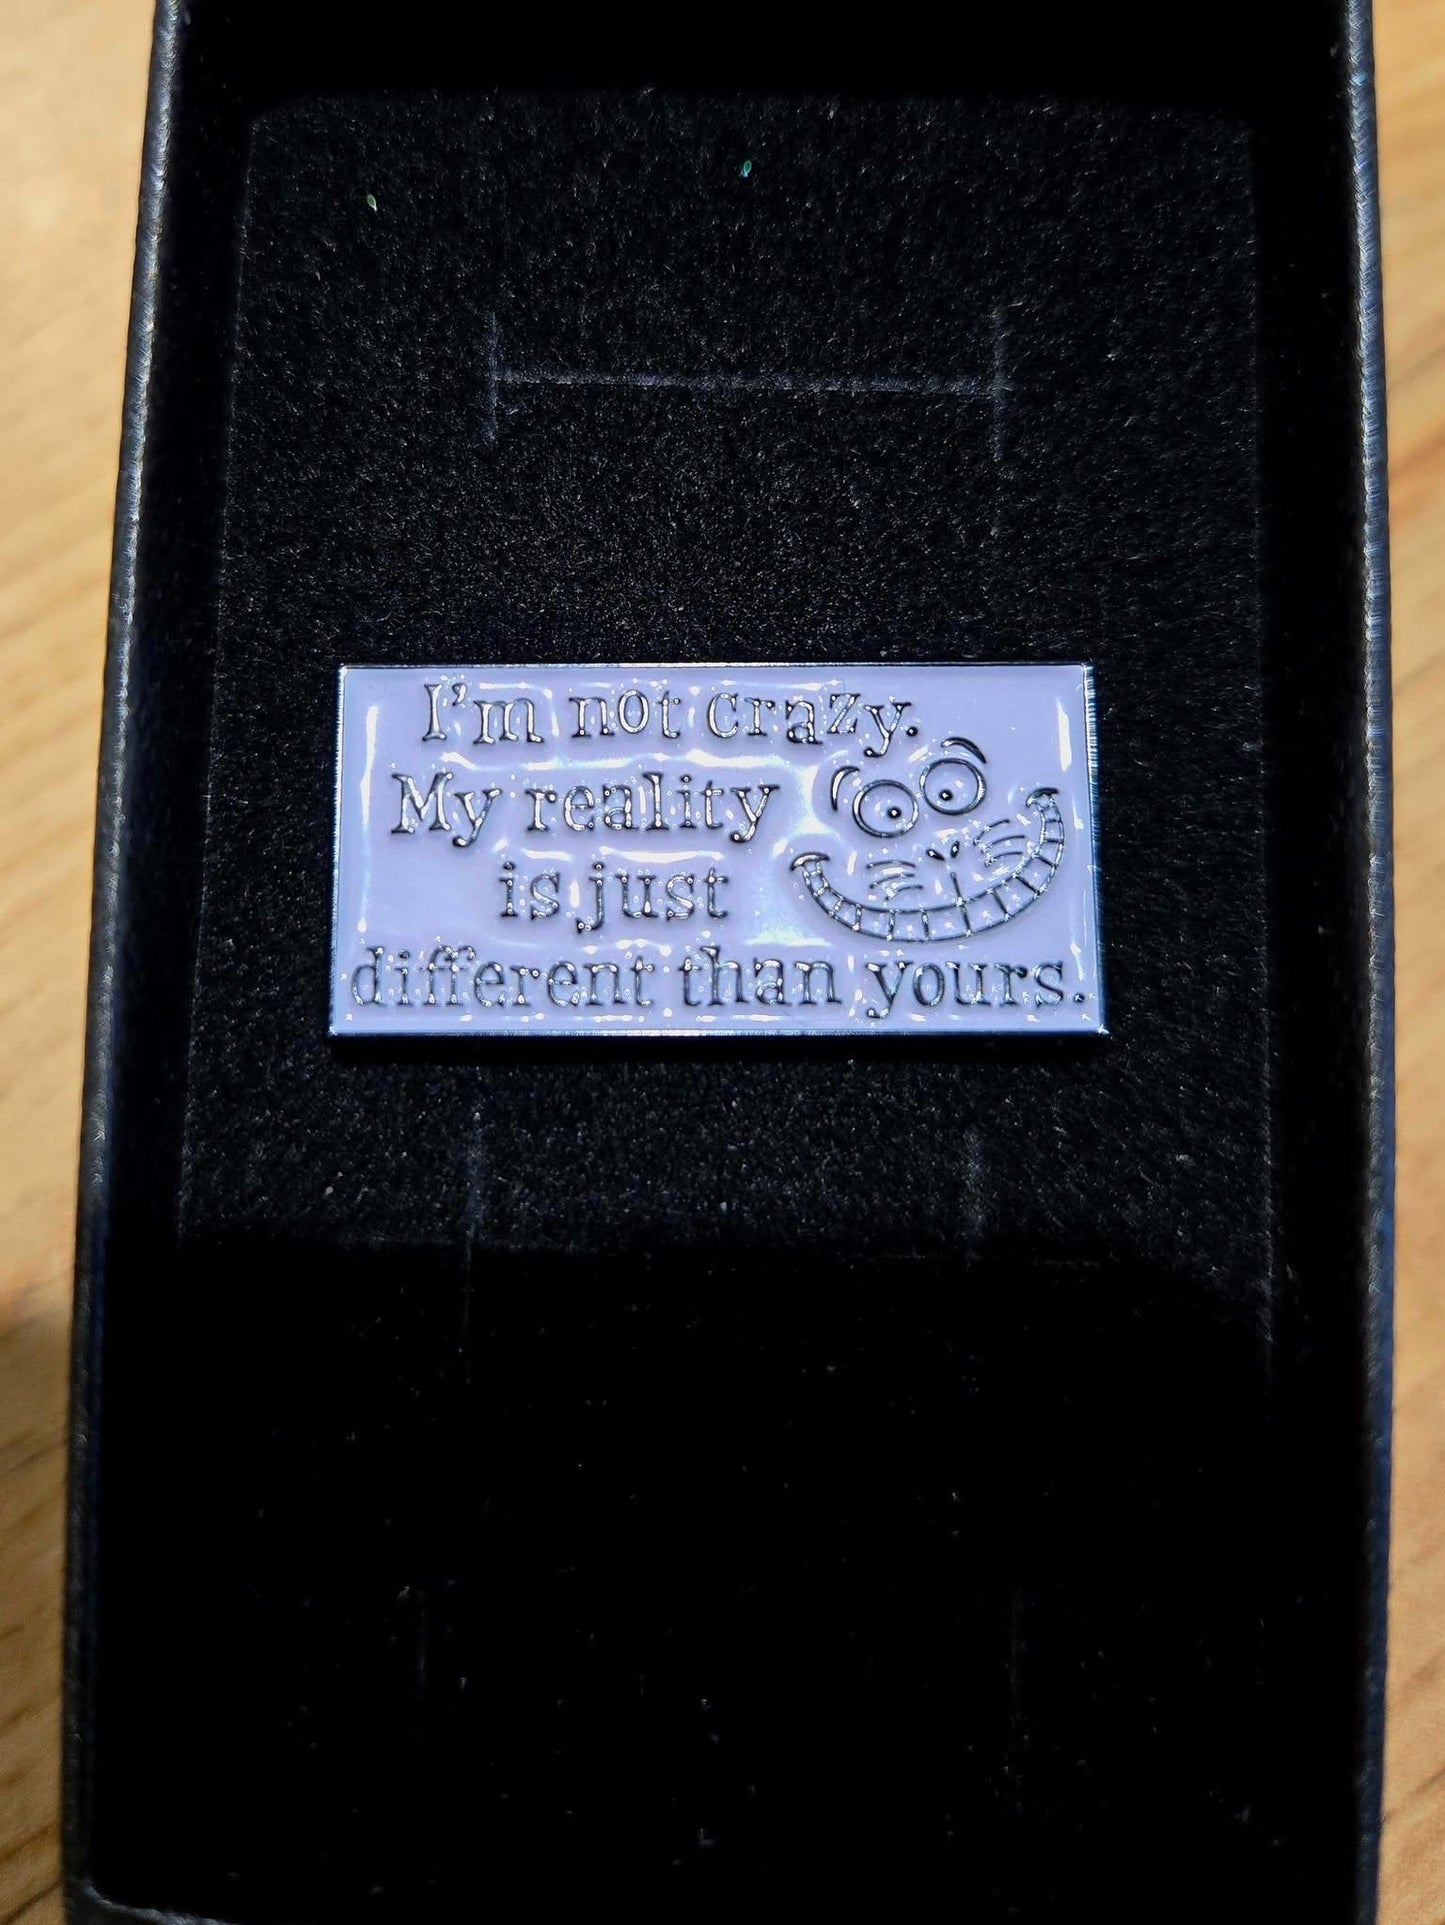 I'm not crazy.
My reality
is just
different than yours.